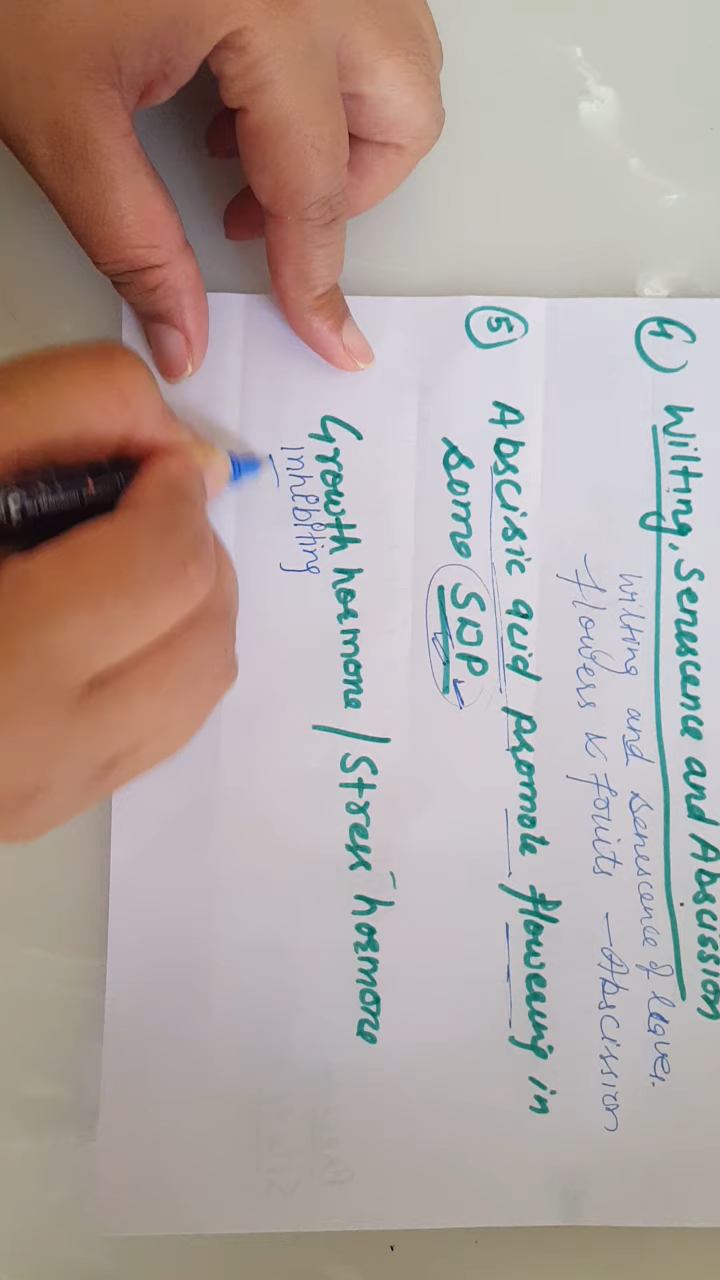 4 Wilting, Senescence and Abscission
Wilting and senescence of leaves.
flowers & fruits – Abscission
5 Abscisic acid promote flowering in
some SDP
Growth hormone / Stress hormone
inhibiting